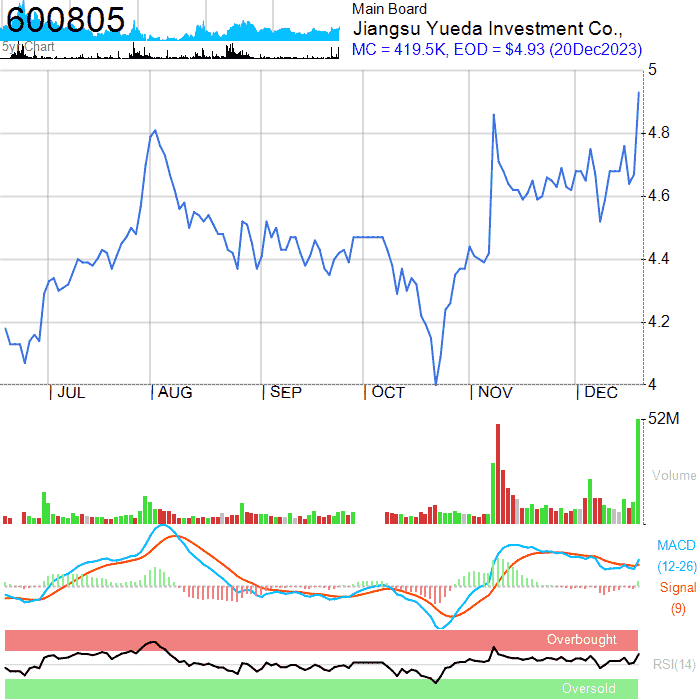 600805
5yr Chart
Main Board
Jiangsu Yueda Investment Co.,
MC = 419.5K, EOD = $4.93 (20Dec2023)
5
4.8
4.6
4.4
4.2
4
| JUL | AUG | SEP | OCT | NOV | DEC
52M
Volume
MACD
(12-26)
Signal
(9)
Overbought
RSI(14)
Oversold